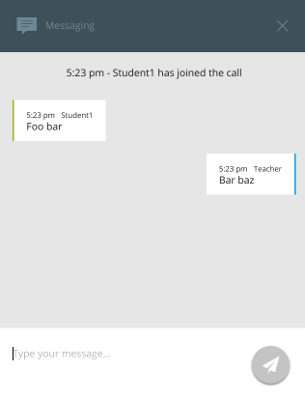 Messaging
5:23 pm - Student1 has joined the call
5:23 pm Student1
Foo bar
5:23 pm Teacher
Bar baz
Type your message...